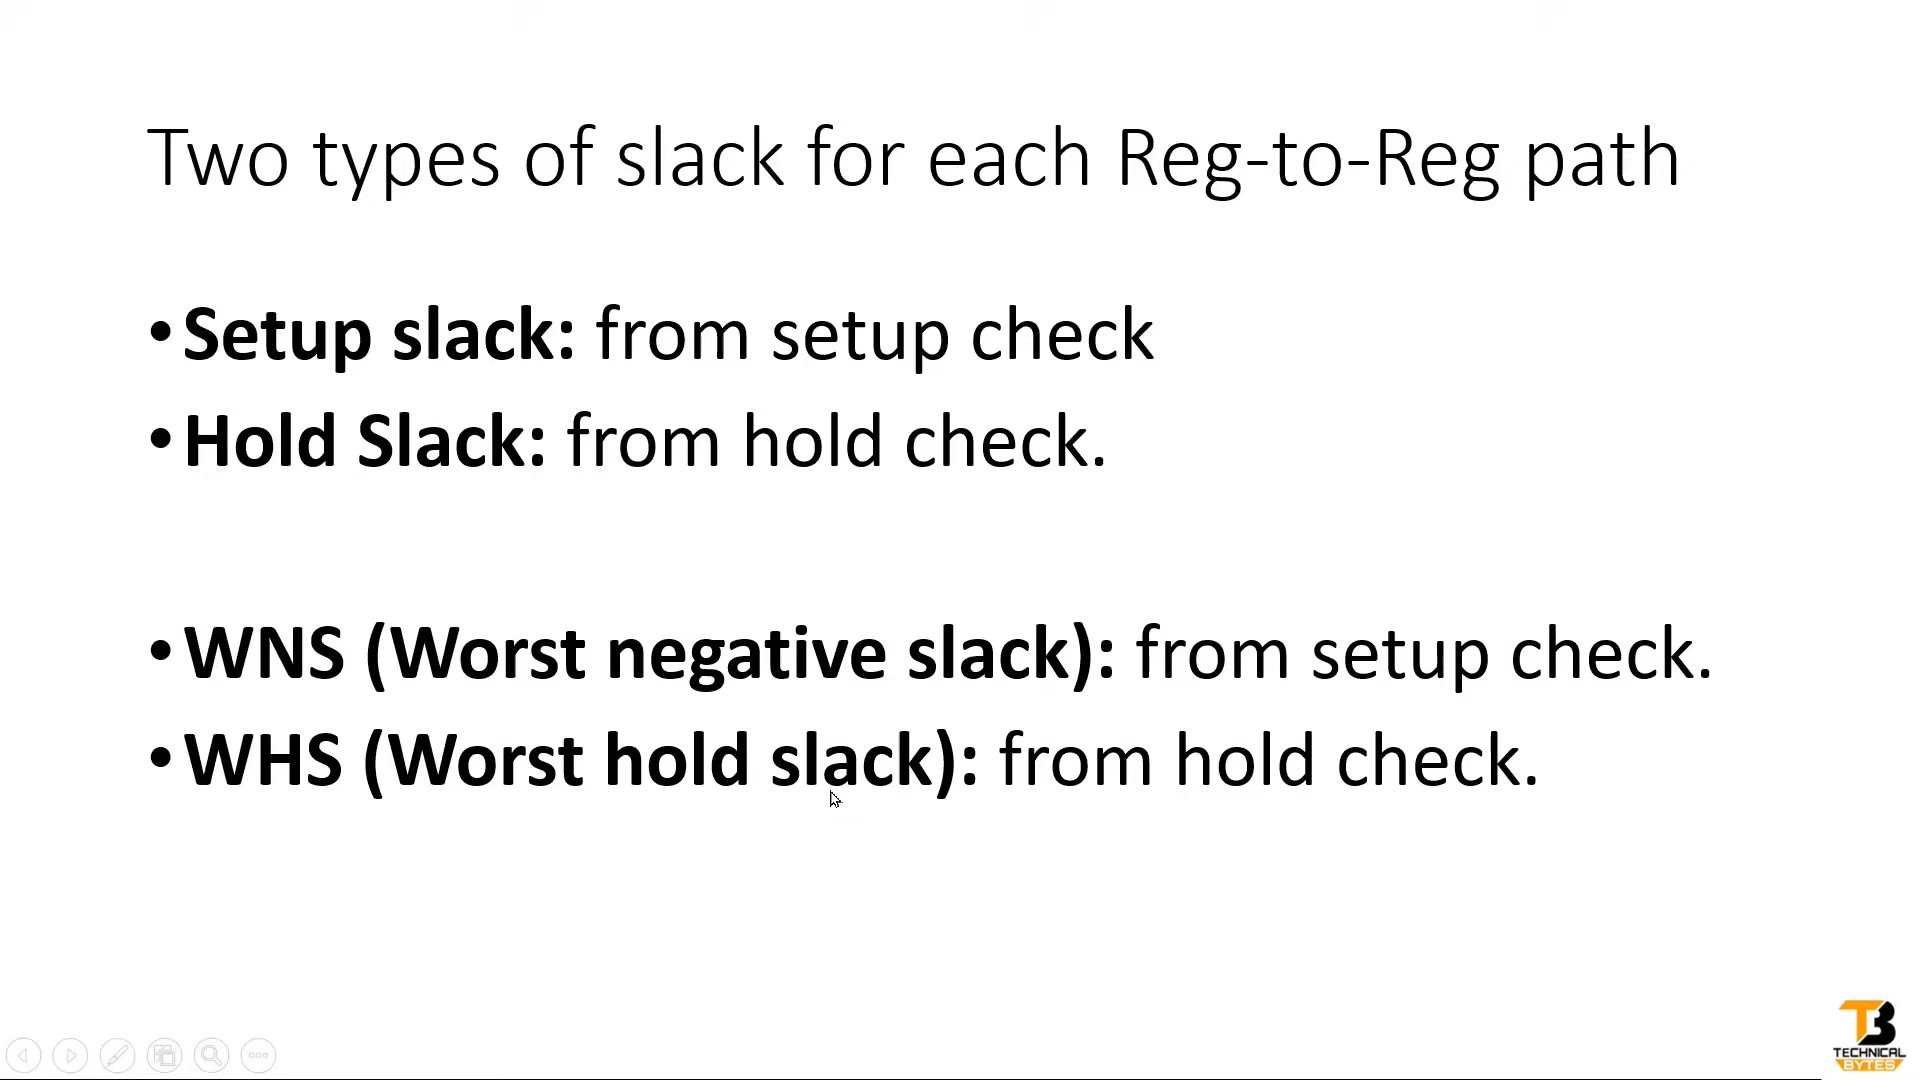 Two types of slack for each Reg-to-Reg path
• Setup slack: from setup check
• Hold Slack: from hold check.
• WNS (Worst negative slack): from setup check.
• WHS (Worst hold slack): from hold check.
TB
TECHNICAL
BYTES